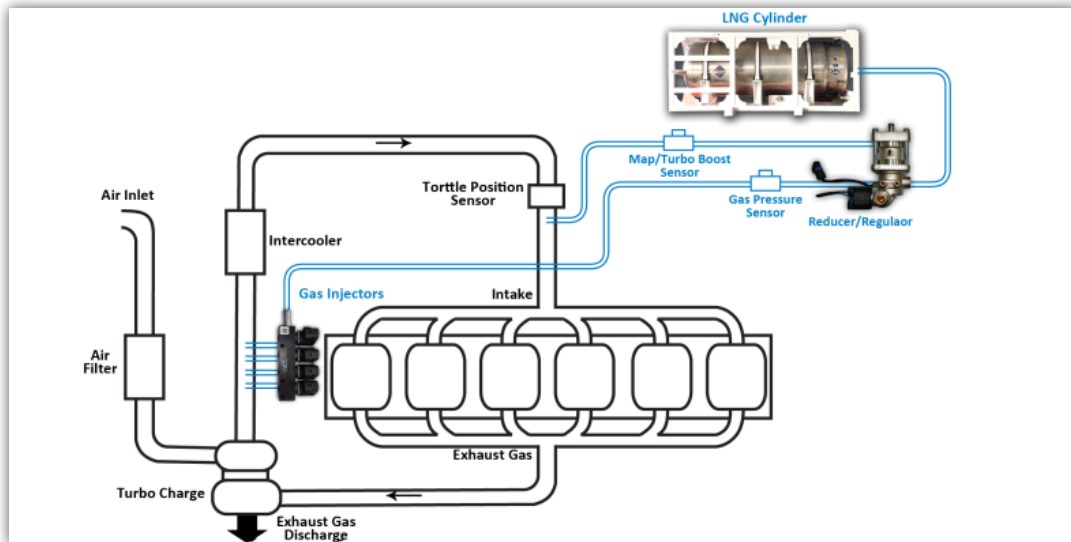 LNG Cylinder
Map/Turbo Boost
Sensor
Torttle Position
Sensor
Gas Pressure
Sensor
Reducer/Regulaor
Air Inlet
Intercooler
Gas Injectors
Intake
Air
Filter
Exhaust Gas
Turbo Charge
Exhaust Gas
Discharge